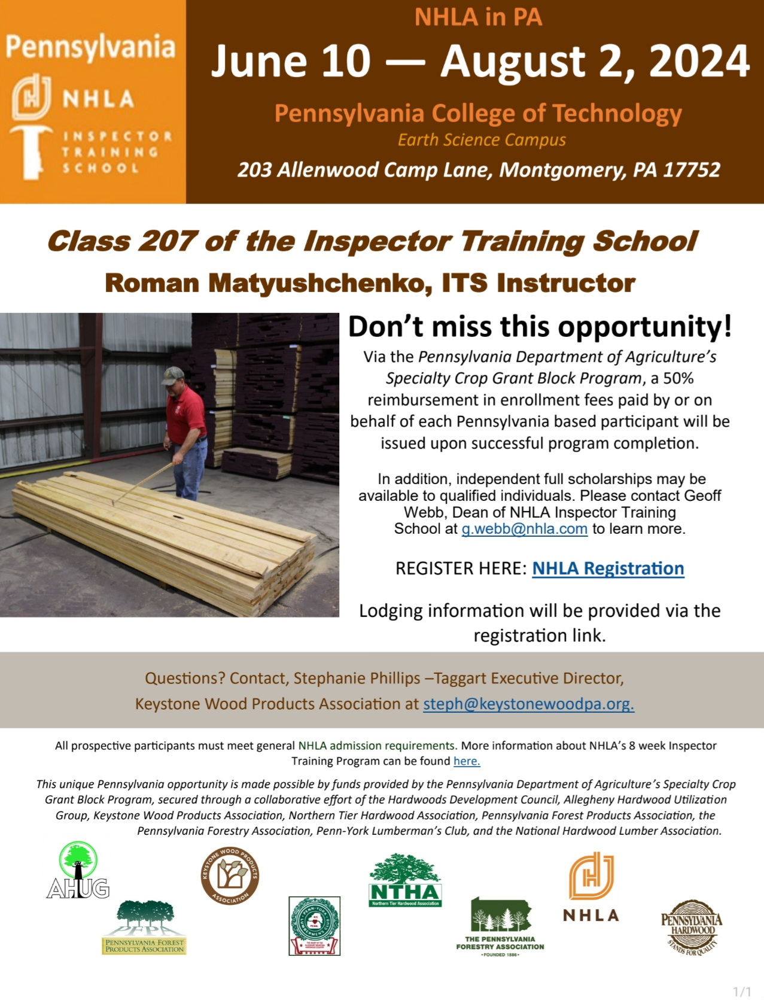 NHLA in PA
June 10 — August 2, 2024
Pennsylvania College of Technology
Earth Science Campus
203 Allenwood Camp Lane, Montgomery, PA 17752
Pennsylvania
NHLA
INSPECTOR
TRAINING
SCHOOL
Class 207 of the Inspector Training School
Roman Matyushchenko, ITS Instructor
Don't miss this opportunity!
Via the Pennsylvania Department of Agriculture's
Specialty Crop Grant Block Program, a 50%
reimbursement in enrollment fees paid by or on
behalf of each Pennsylvania based participant will be
issued upon successful program completion.
In addition, independent full scholarships may be
available to qualified individuals. Please contact Geoff
Webb, Dean of NHLA Inspector Training
School at g.webb@nhla.com to learn more.
REGISTER HERE: NHLA Registration
Lodging information will be provided via the
registration link.
Questions? Contact, Stephanie Phillips –Taggart Executive Director,
Keystone Wood Products Association at steph@keystonewoodpa.org.
All prospective participants must meet general NHLA admission requirements. More information about NHLA's 8 week Inspector
Training Program can be found here.
This unique Pennsylvania opportunity is made possible by funds provided by the Pennsylvania Department of Agriculture's Specialty Crop
Grant Block Program, secured through a collaborative effort of the Hardwoods Development Council, Allegheny Hardwood Utilization
Group, Keystone Wood Products Association, Northern Tier Hardwood Association, Pennsylvania Forest Products Association, the
Pennsylvania Forestry Association, Penn-York Lumberman's Club, and the National Hardwood Lumber Association.
AHUG
KEYSTONE WOOD PRODUCTS
ASSOCIATION
NTHA
Northern Tier Hardwood Association
NHLA
PFPA
PENNSYLVANIA FOREST
PRODUCTS ASSOCIATION
PENN-YORK
LUMBERMEN'S CLUB
N.Y.
PENN.
THE PENNSYLVANIA
FORESTRY ASSOCIATION
•FOUNDED 1886•
PENNSYLVANIA
HARDWOOD
STANDS FOR QUALITY
1/1